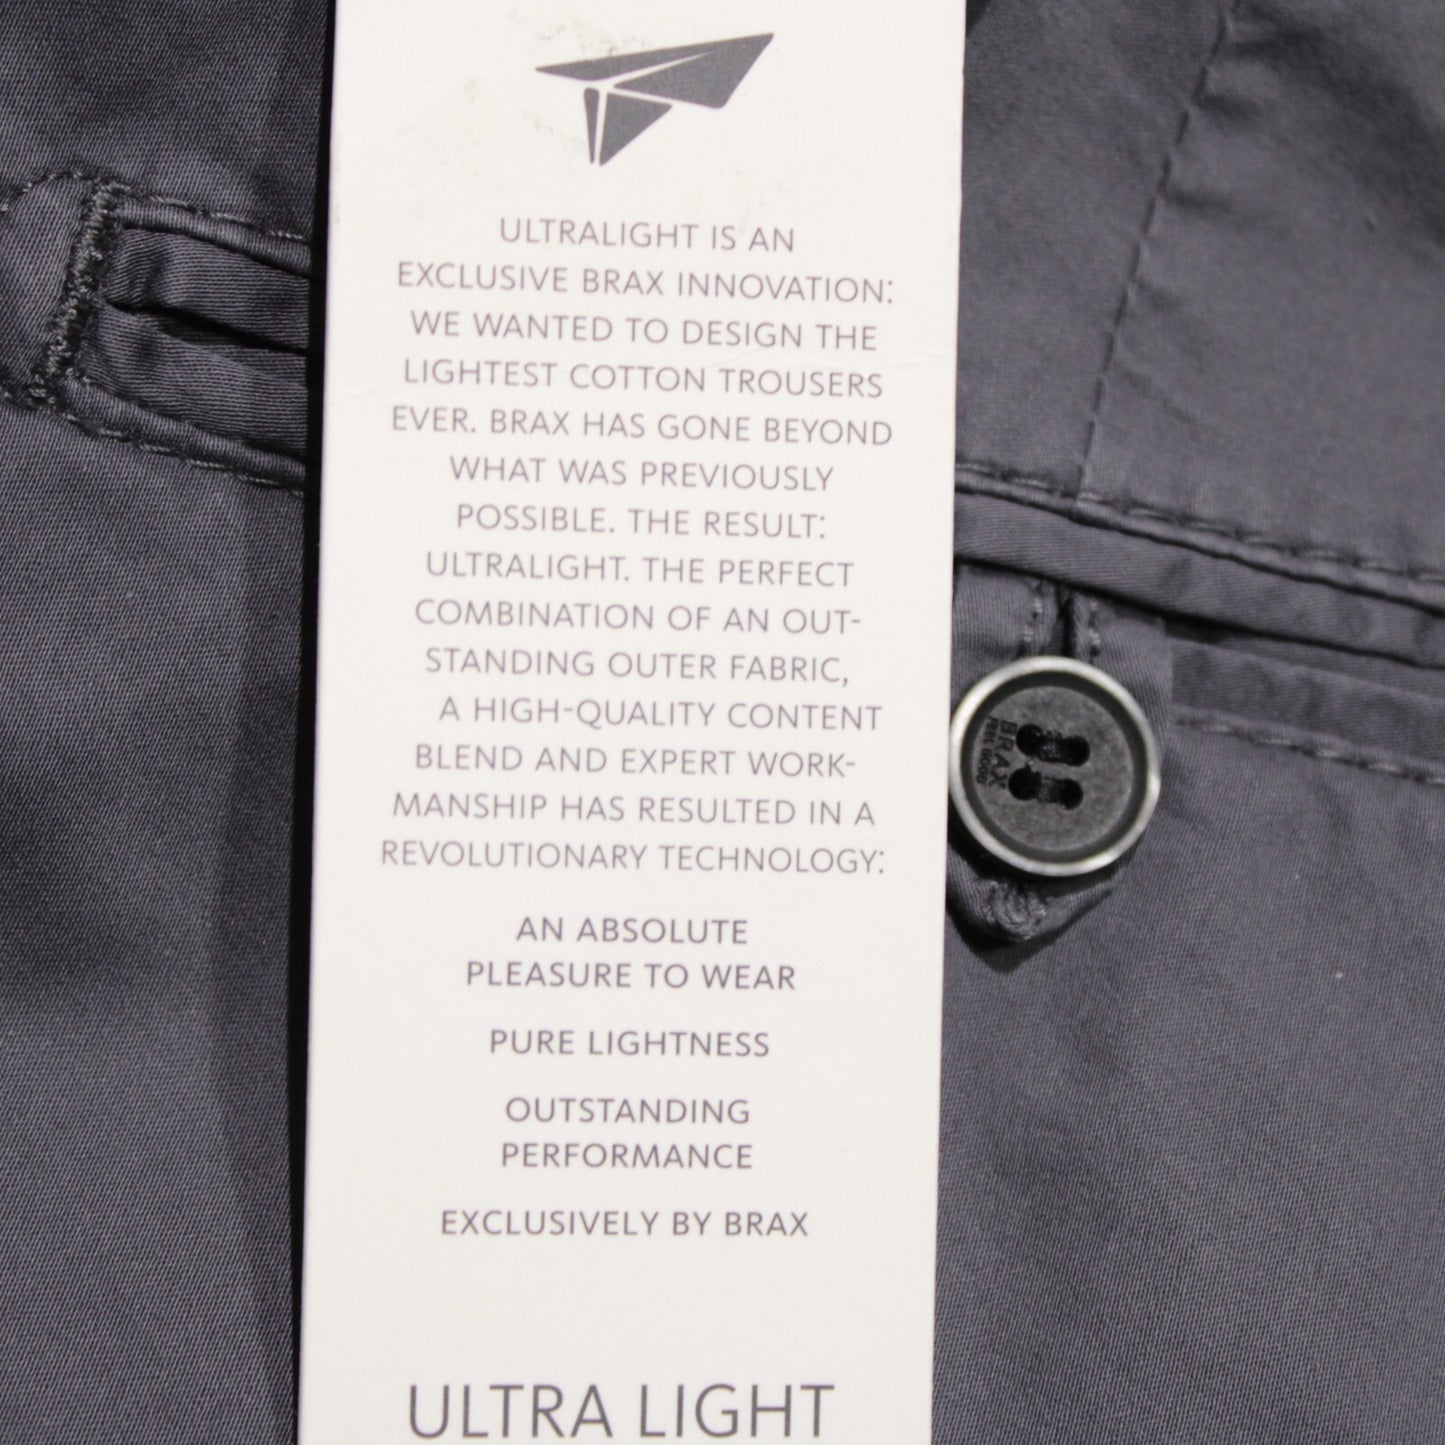 ULTRALIGHT IS AN
EXCLUSIVE BRAX INNOVATION:
WE WANTED TO DESIGN THE
LIGHTEST COTTON TROUSERS
EVER. BRAX HAS GONE BEYOND
WHAT WAS PREVIOUSLY
POSSIBLE. THE RESULT:
ULTRALIGHT. THE PERFECT
COMBINATION OF AN OUT-
STANDING OUTER FABRIC,
A HIGH-QUALITY CONTENT
BLEND AND EXPERT WORK-
MANSHIP HAS RESULTED IN A
REVOLUTIONARY TECHNOLOGY:
AN ABSOLUTE
PLEASURE TO WEAR
PURE LIGHTNESS
OUTSTANDING
PERFORMANCE
EXCLUSIVELY BY BRAX
ULTRA LIGHT
BRAX
FEEL GOOD